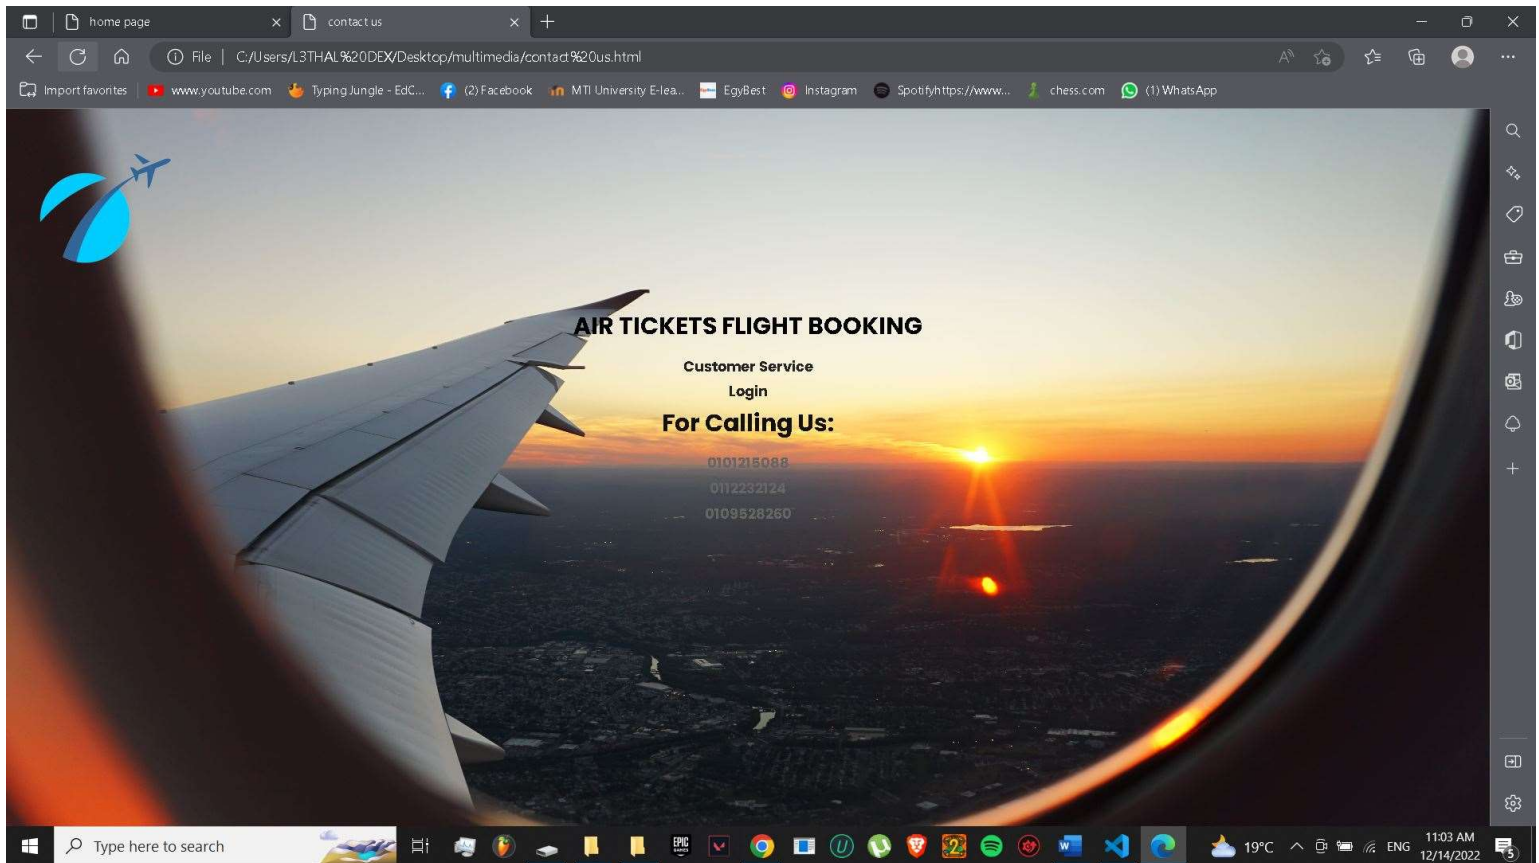 home page
contact us
File | C:/Users/L3THAL%20DEX/Desktop/multimedia/contact%20us.html
Import favorites
www.youtube.com
Typing Jungle - EdC...
(2) Facebook
MTI University E-lea...
EgyBest
Instagram
Spotifyhttps://www...
chess.com
(1) WhatsApp
AIR TICKETS FLIGHT BOOKING
Customer Service
Login
For Calling Us:
0101215088
0112232124
0109528260
Type here to search
EPIC GAMES
19°C
ENG
11:03 AM
12/14/2022
5